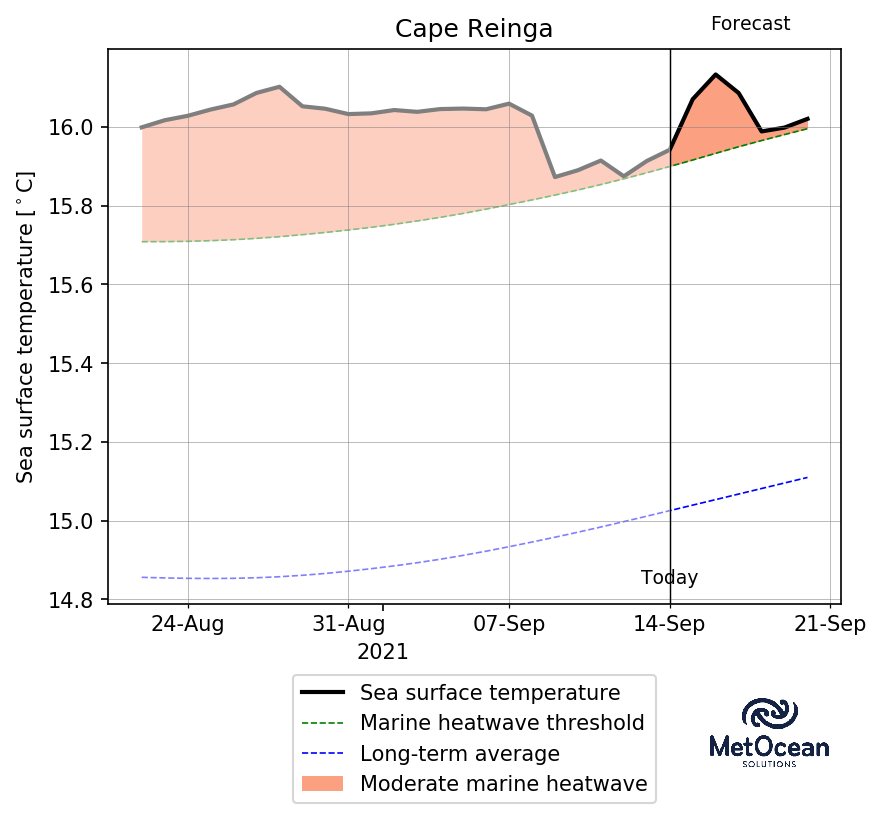 Cape Reinga
Forecast
Sea surface temperature [°C]
16.0
15.8
15.6
15.4
15.2
15.0
14.8
Today
24-Aug 31-Aug 07-Sep 14-Sep 21-Sep
2021
Sea surface temperature
Marine heatwave threshold
Long-term average
Moderate marine heatwave
MetOcean
SOLUTIONS